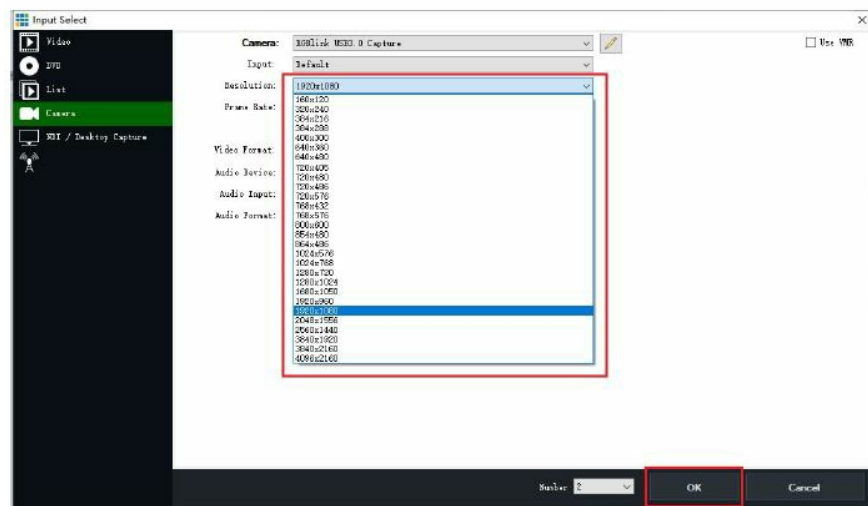 Input Select
Video
DVD
List
Camera
NDI / Desktop Capture
Camera:
RGBlink USB3.0 Capture
Use VMR
Input:
Default
Resolution:
1920x1080
Frame Rate:
Video Format:
Audio Device:
Audio Input:
Audio Format:
160x120
320x240
384x216
384x288
400x300
640x360
640x480
720x405
720x480
720x486
720x576
768x432
768x576
800x600
854x480
864x486
1024x576
1024x768
1280x720
1280x1024
1680x1050
1920x960
1920x1080
2048x1556
2560x1440
3840x1920
3840x2160
4096x2160
Number 2
OK
Cancel